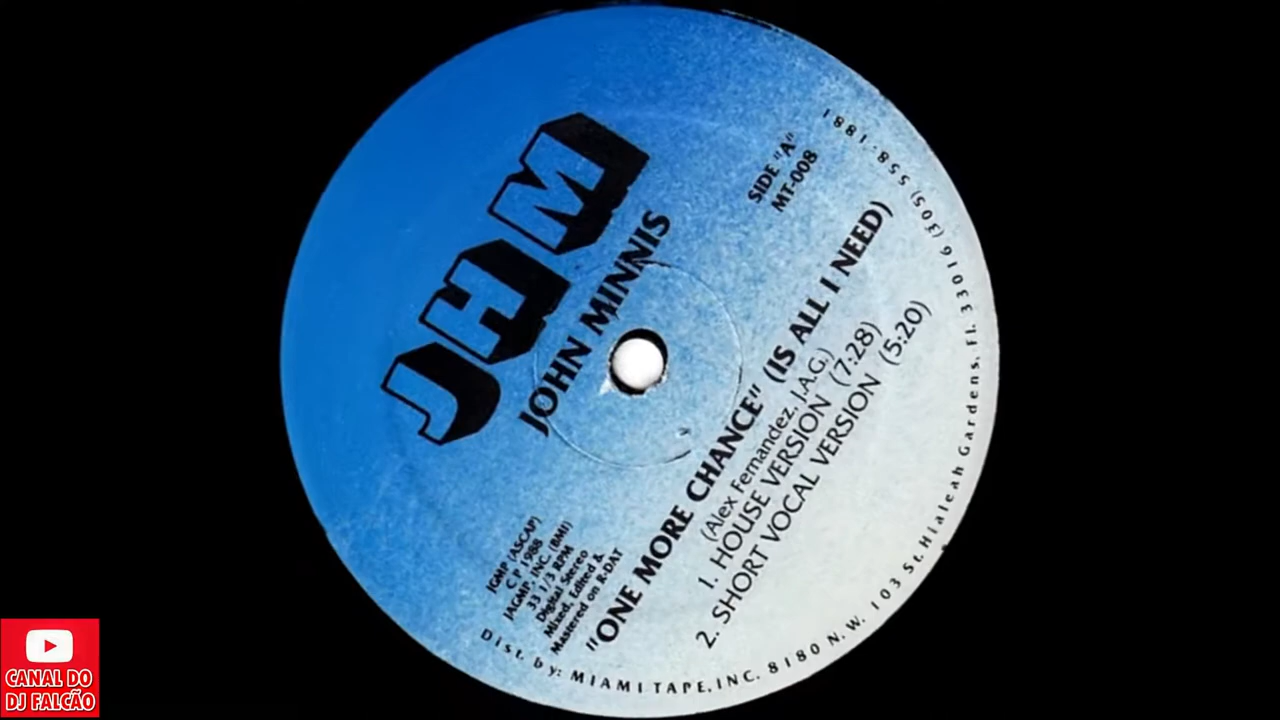 JHM
JOHN MINNIS
SIDE "A"
MT-008
"ONE MORE CHANCE" (IS ALL I NEED)
(Alex Fernandez, J.A.G.)
1. HOUSE VERSION (7:28)
2. SHORT VOCAL VERSION (5:20)
JGMP (ASCAP)
C P 1988
JAGMP, INC. (BMI)
33 1/3 RPM
Digital Stereo
Mixed, Edited &
Mastered on R-DAT
Dist. by: MIAMI TAPE, INC. 8180 N.W. 103 St. Hialeah Gardens, Fl. 33016 (305) 558-1881
CANAL DO
DJ FALCÃO